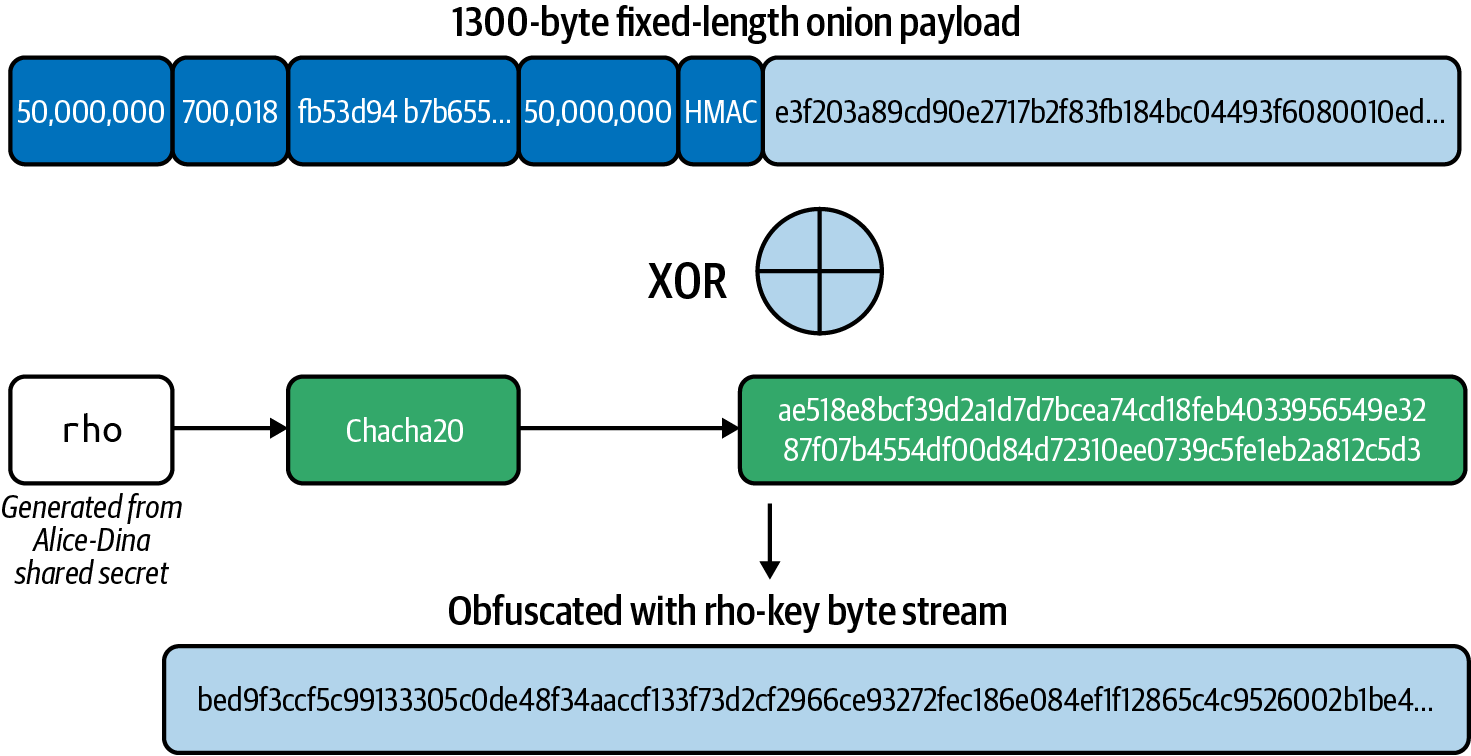 1300-byte fixed-length onion payload
50,000,000 700,018 fb53d94 b7b655... 50,000,000 HMAC e3f203a89cd90e2717b2f83fb184bc04493f6080010ed...
XOR
rho
Chacha20
ae518e8bcf39d2a1d7d7bcea74cd18feb4033956549e32
87f07b4554df00d84d72310ee0739c5fe1eb2a812c5d3
Generated from
Alice-Dina
shared secret
Obfuscated with rho-key byte stream
bed9f3ccf5c99133305c0de48f34aaccf133f73d2cf2966ce93272fec186e084ef1f12865c4c9526002b1be4...